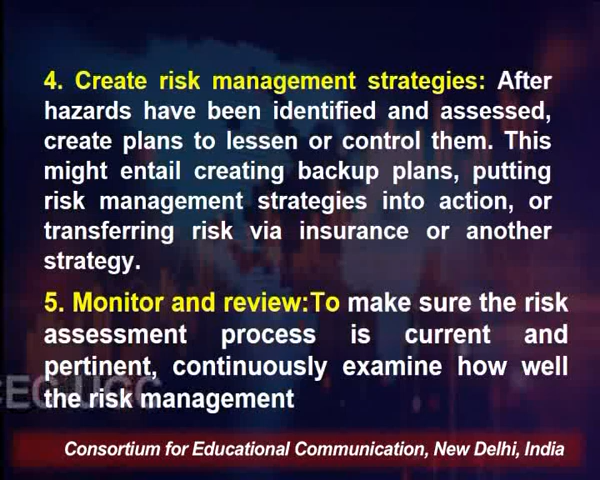 4. Create risk management strategies: After
hazards have been identified and assessed,
create plans to lessen or control them. This
might entail creating backup plans, putting
risk management strategies into action, or
transferring risk via insurance or another
strategy.
5. Monitor and review:To make sure the risk
assessment process is current and
pertinent, continuously examine how well
the risk management
CEC UGC
Consortium for Educational Communication, New Delhi, India